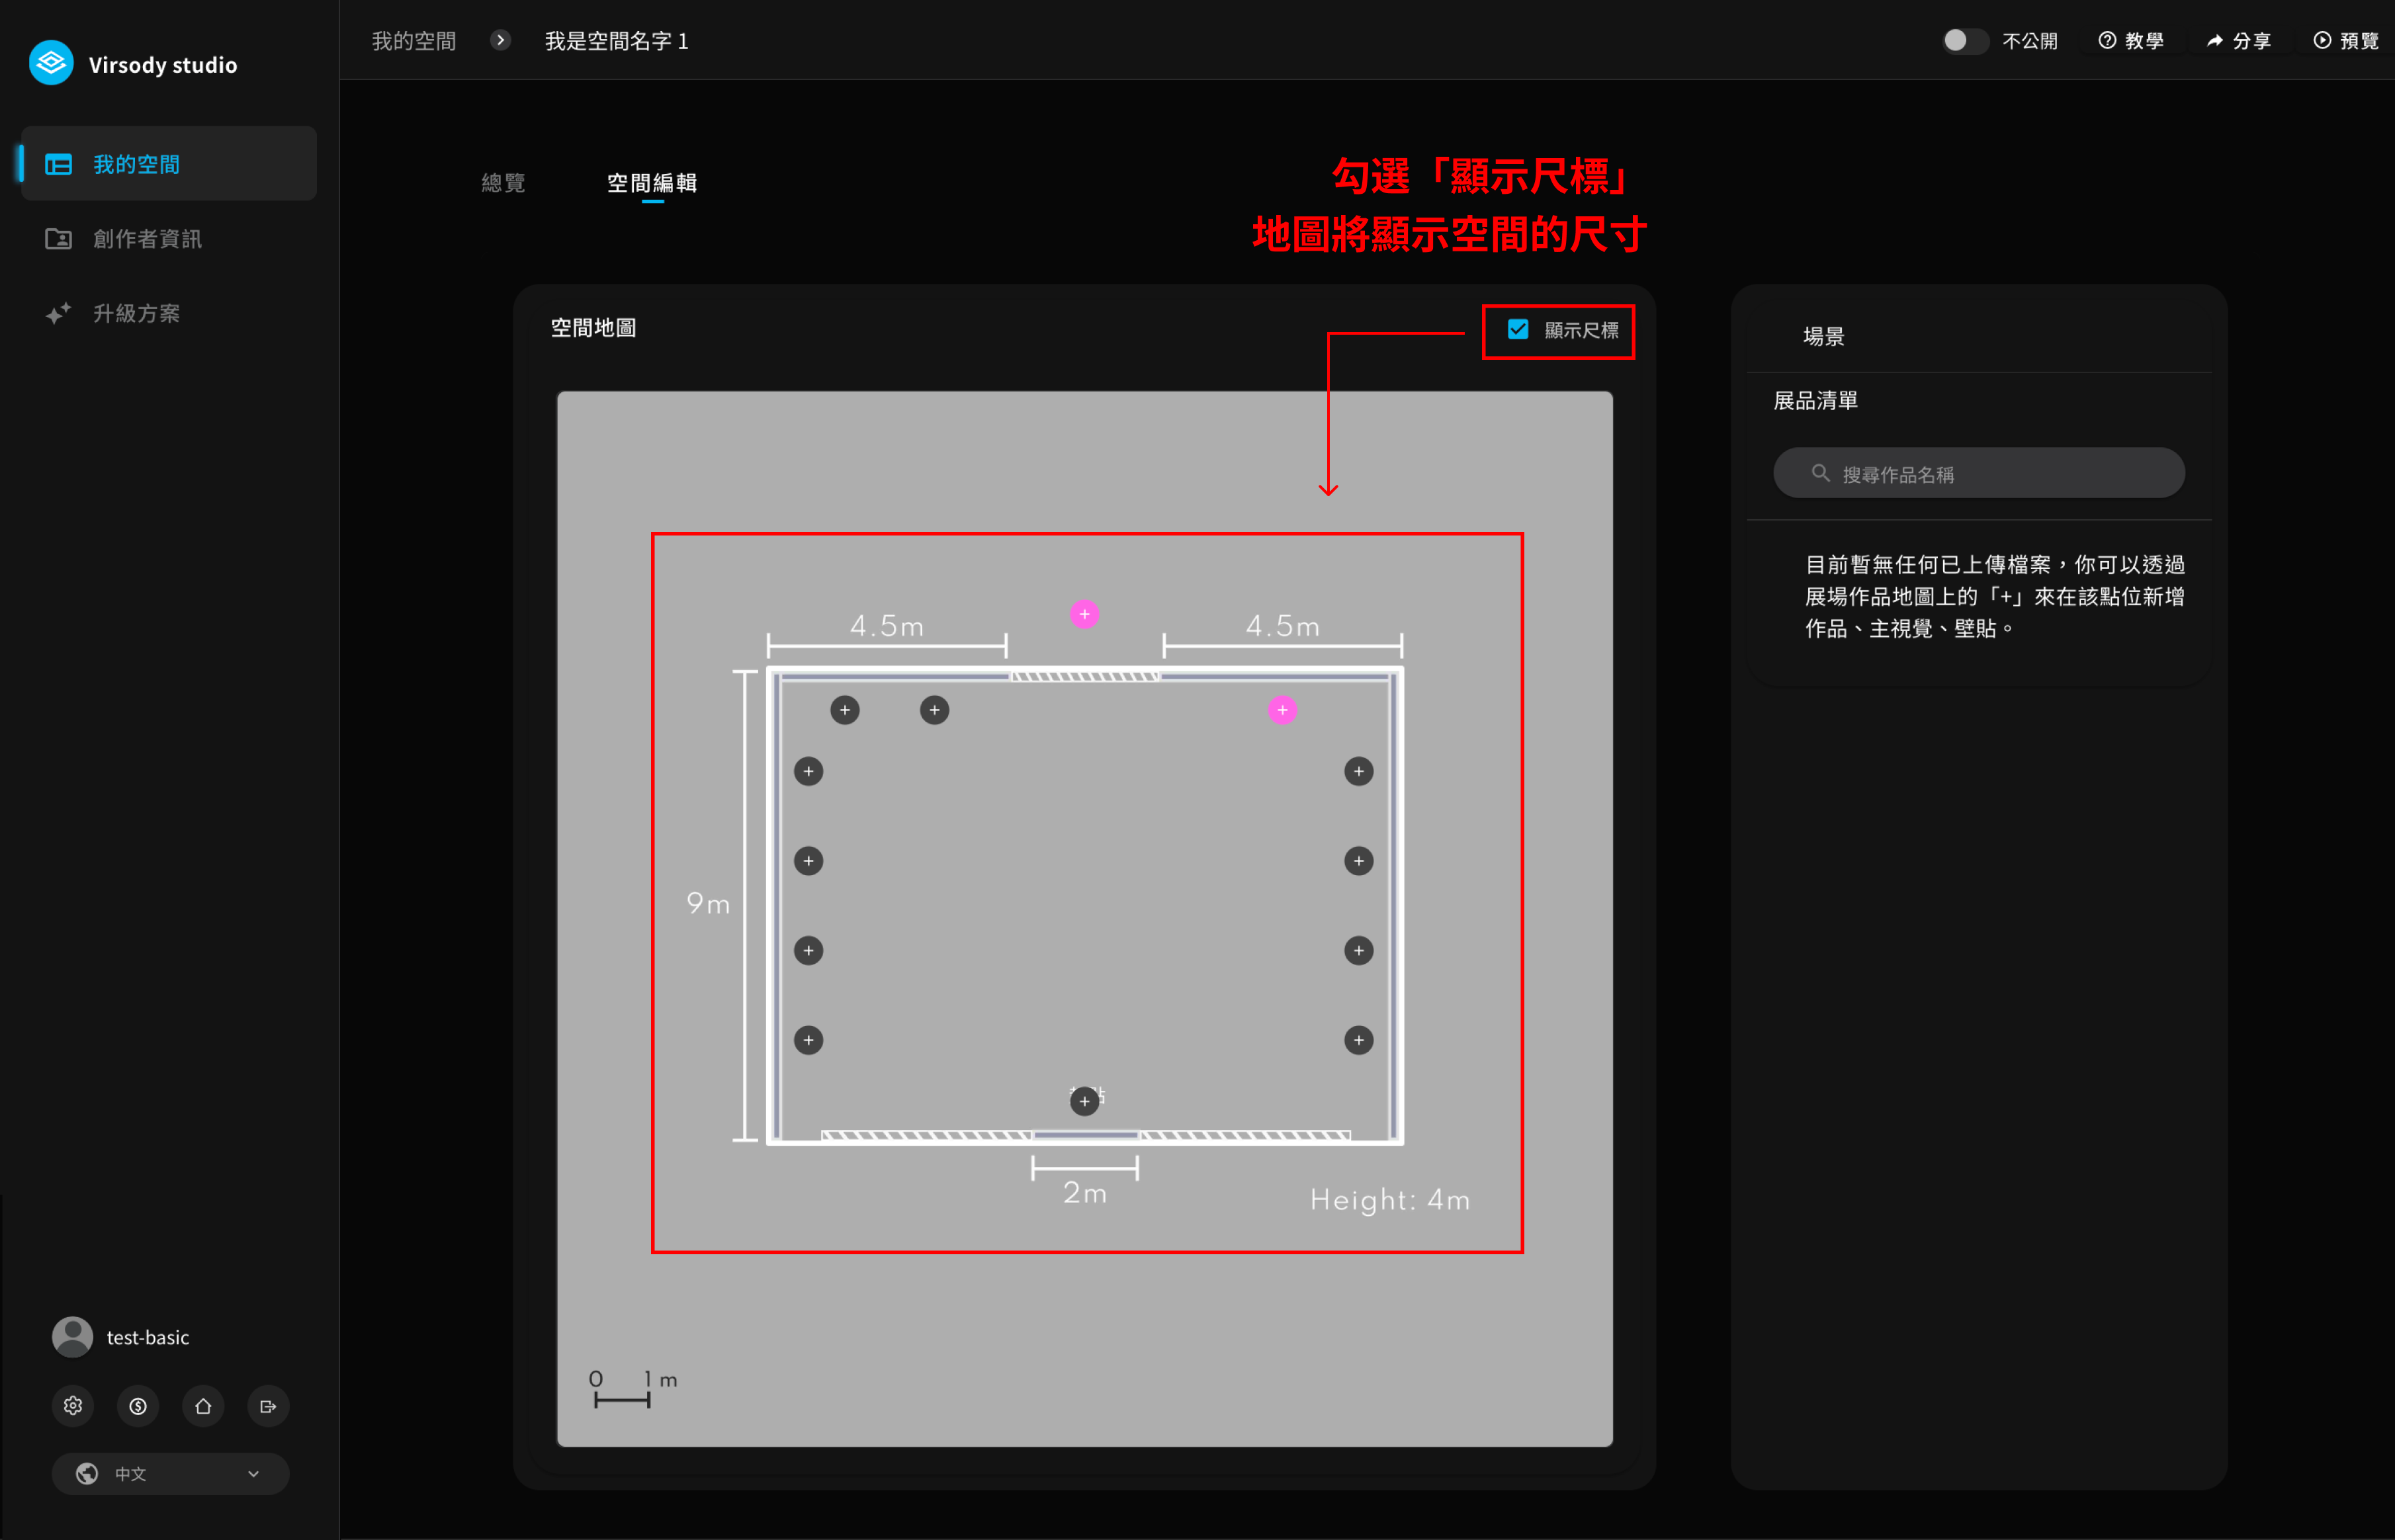 Virsody studio
我的空間
創作者資訊
升級方案
test-basic
中文
我的空間
我是空間名字 1
不公開
教學
分享
預覽
總覽
空間編輯
勾選「顯示尺標」
地圖將顯示空間的尺寸
空間地圖
顯示尺標
4.5m
4.5m
9m
2m
Height: 4m
0 1 m
場景
展品清單
搜尋作品名稱
目前暫無任何已上傳檔案，你可以透過
展場作品地圖上的「+」來在該點位新增
作品、主視覺、壁貼。